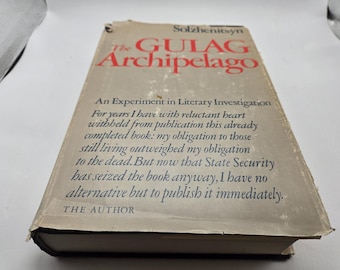 Solzhenitsyn
The GULAG
Archipelago
An Experiment in Literary Investigation
For years I have with reluctant heart
withheld from publication this already
completed book: my obligation to those
still living outweighed my obligation
to the dead. But now that State Security
has seized the book anyway, I have no
alternative but to publish it immediately.
THE AUTHOR